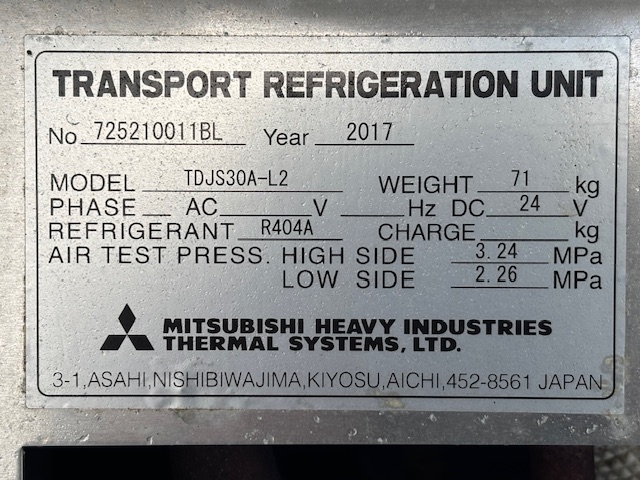 TRANSPORT REFRIGERATION UNIT
No 725210011BL Year 2017
MODEL TDJS30A-L2 WEIGHT 71 kg
PHASE AC V Hz DC 24 V
REFRIGERANT R404A CHARGE kg
AIR TEST PRESS. HIGH SIDE 3.24 MPa
LOW SIDE 2.26 MPa
MITSUBISHI HEAVY INDUSTRIES
THERMAL SYSTEMS, LTD.
3-1,ASAHI,NISHIBIWAJIMA,KIYOSU,AICHI,452-8561 JAPAN